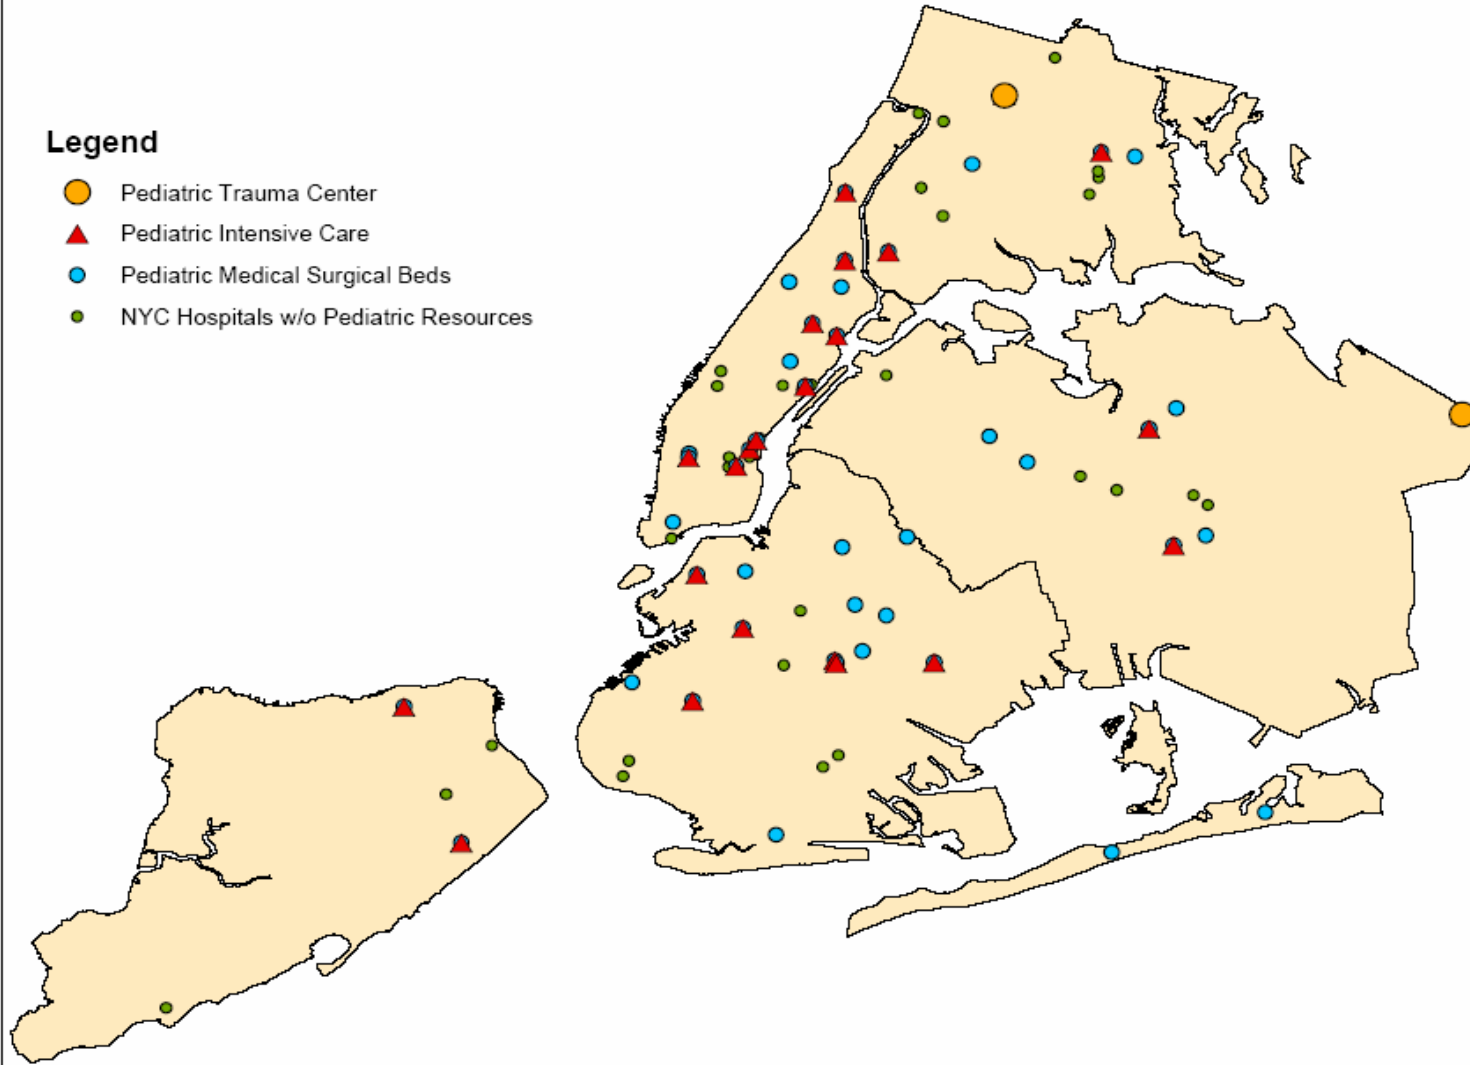 Legend
Pediatric Trauma Center
Pediatric Intensive Care
Pediatric Medical Surgical Beds
NYC Hospitals w/o Pediatric Resources